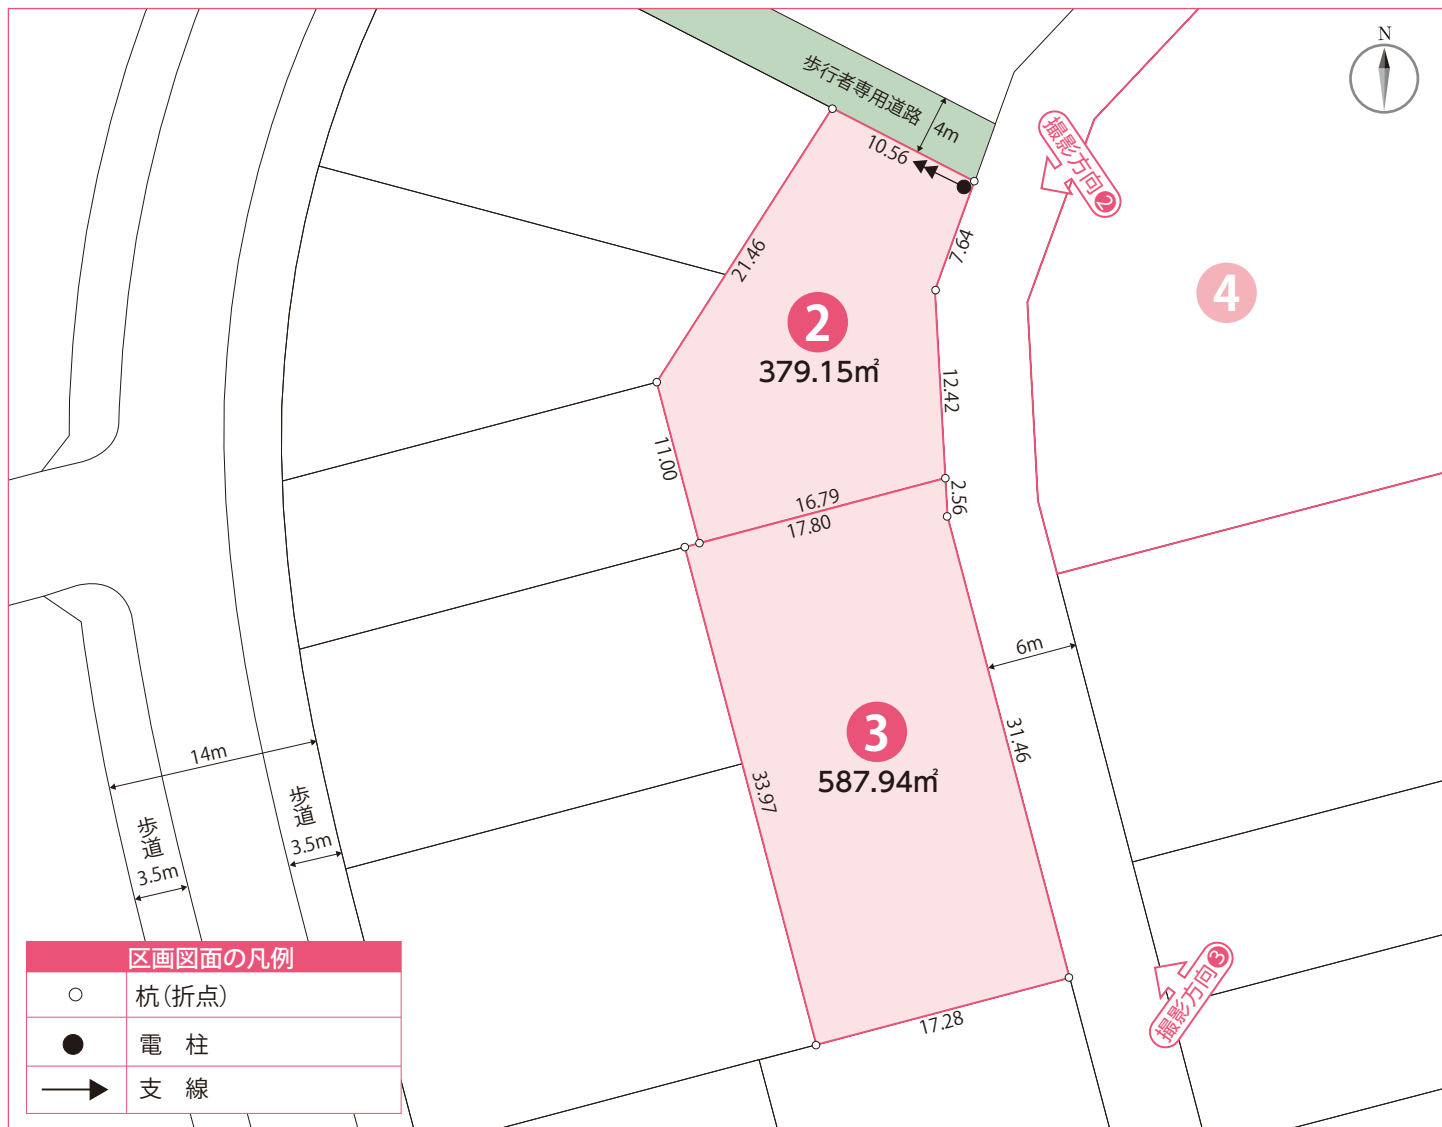 N
歩行者専用道路
4m
10.56
撮影方向❷
7.64
21.46
4
2
379.15㎡
12.42
11.00
16.79
2.56
17.80
6m
3
587.94㎡
31.46
33.97
14m
歩道
3.5m
歩道
3.5m
17.28
撮影方向❸
区画図面の凡例
杭(折点)
電　柱
支　線